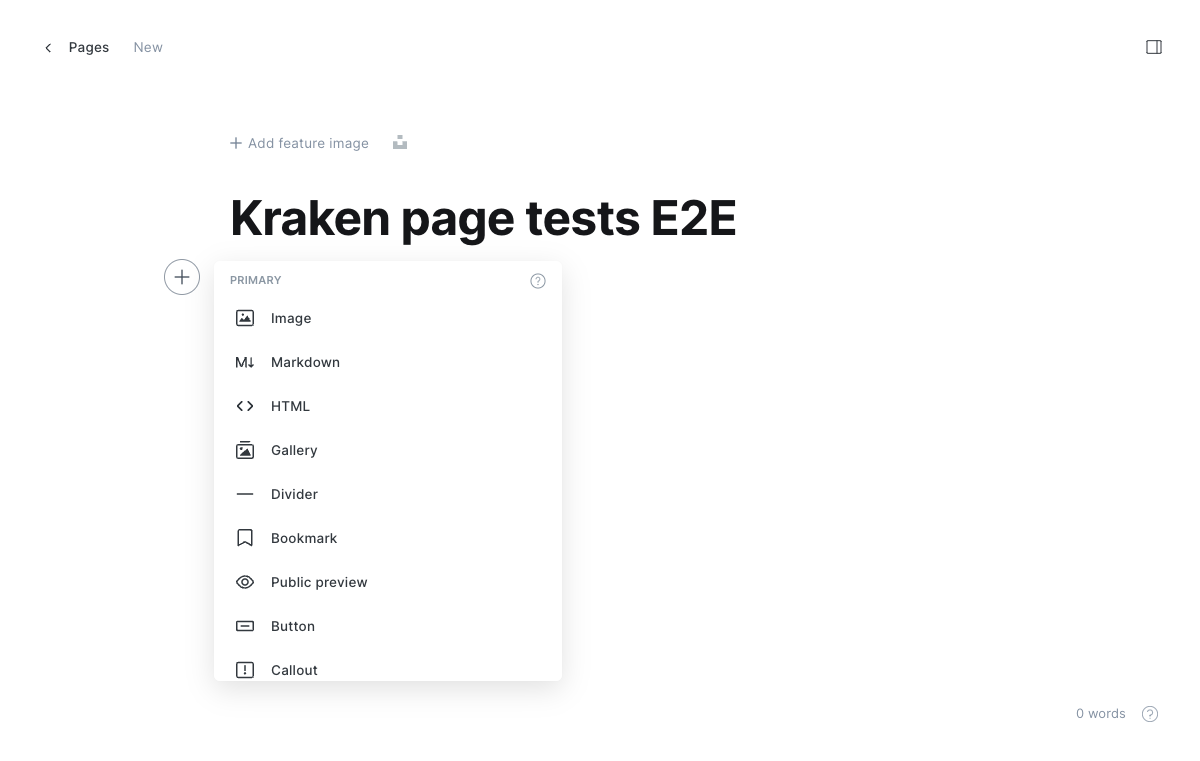 Pages New
Add feature image
Kraken page tests E2E
PRIMARY
Image
Markdown
HTML
Gallery
Divider
Bookmark
Public preview
Button
Callout
0 words